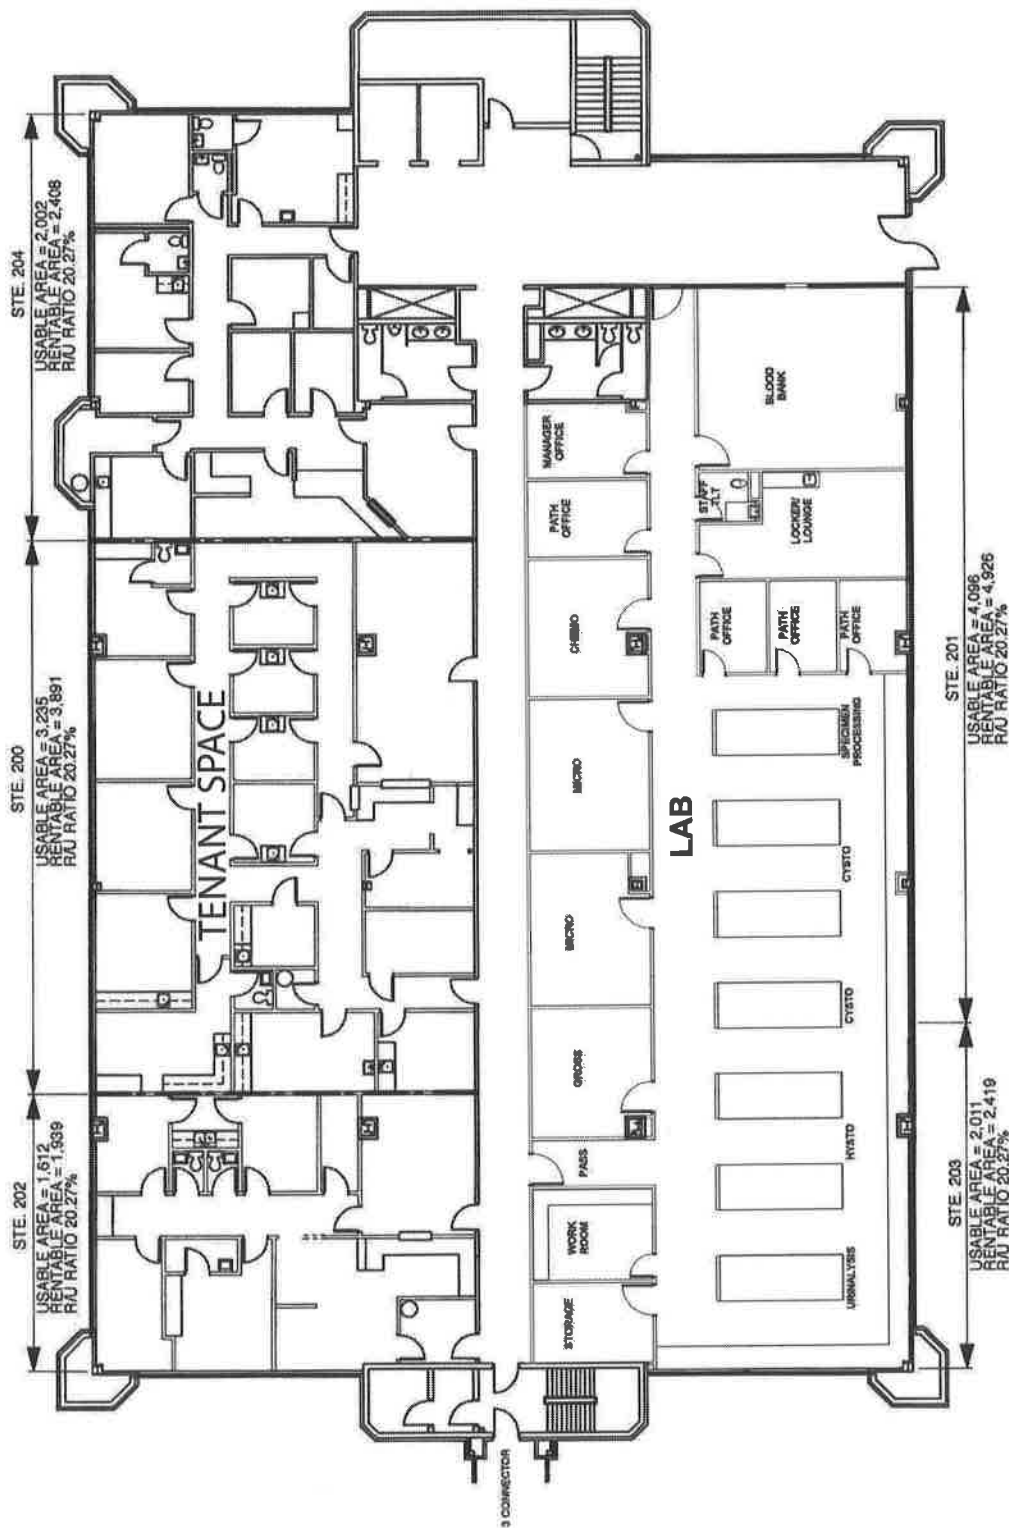 STE. 202
USABLE AREA = 1,612
RENTABLE AREA = 1,939
R/U RATIO 20.27%
STE. 200
USABLE AREA = 3,235
RENTABLE AREA = 3,891
R/U RATIO 20.27%
STE. 204
USABLE AREA = 2,002
RENTABLE AREA = 2,408
R/U RATIO 20.27%
TENANT SPACE
3 CONNECTOR
STORAGE
WORK
ROOM
PASS
GROSS
MICRO
MICRO
CHEMO
PATH
OFFICE
MANAGER
OFFICE
LAB
STAFF
TLT
LOCKER/
LOUNGE
BLOOD
BANK
PATH
OFFICE
PATH
OFFICE
PATH
OFFICE
URINALYSIS
HYSTO
CYSTO
CYSTO
SPECIMEN
PROCESSING
STE. 203
USABLE AREA = 2,011
RENTABLE AREA = 2,419
R/U RATIO 20.27%
STE. 201
USABLE AREA = 4,096
RENTABLE AREA = 4,926
R/U RATIO 20.27%